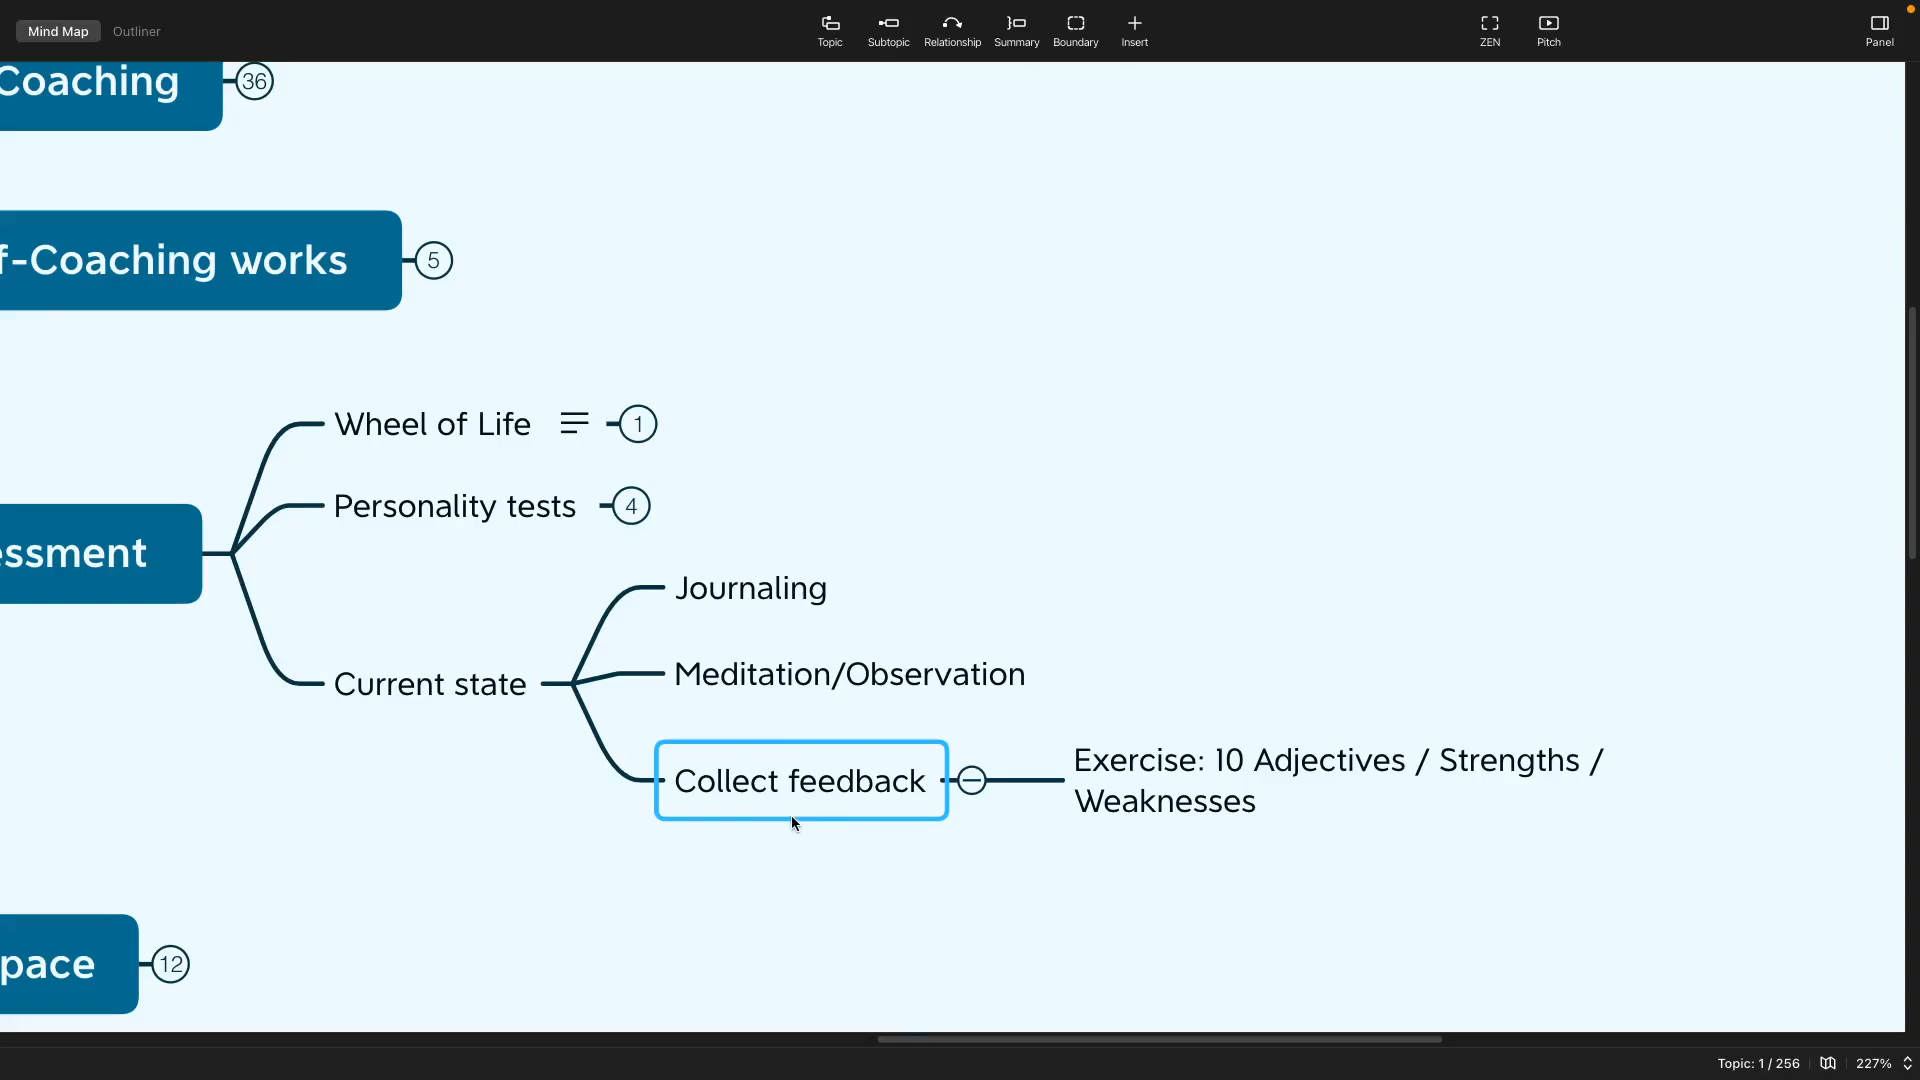 Mind Map
Outliner
Topic
Subtopic
Relationship
Summary
Boundary
Insert
ZEN
Pitch
Panel
Coaching
36
f-Coaching works
5
Wheel of Life
1
Personality tests
4
essment
Journaling
Meditation/Observation
Current state
Collect feedback
Exercise: 10 Adjectives / Strengths /
Weaknesses
pace
12
Topic: 1 / 256
227%